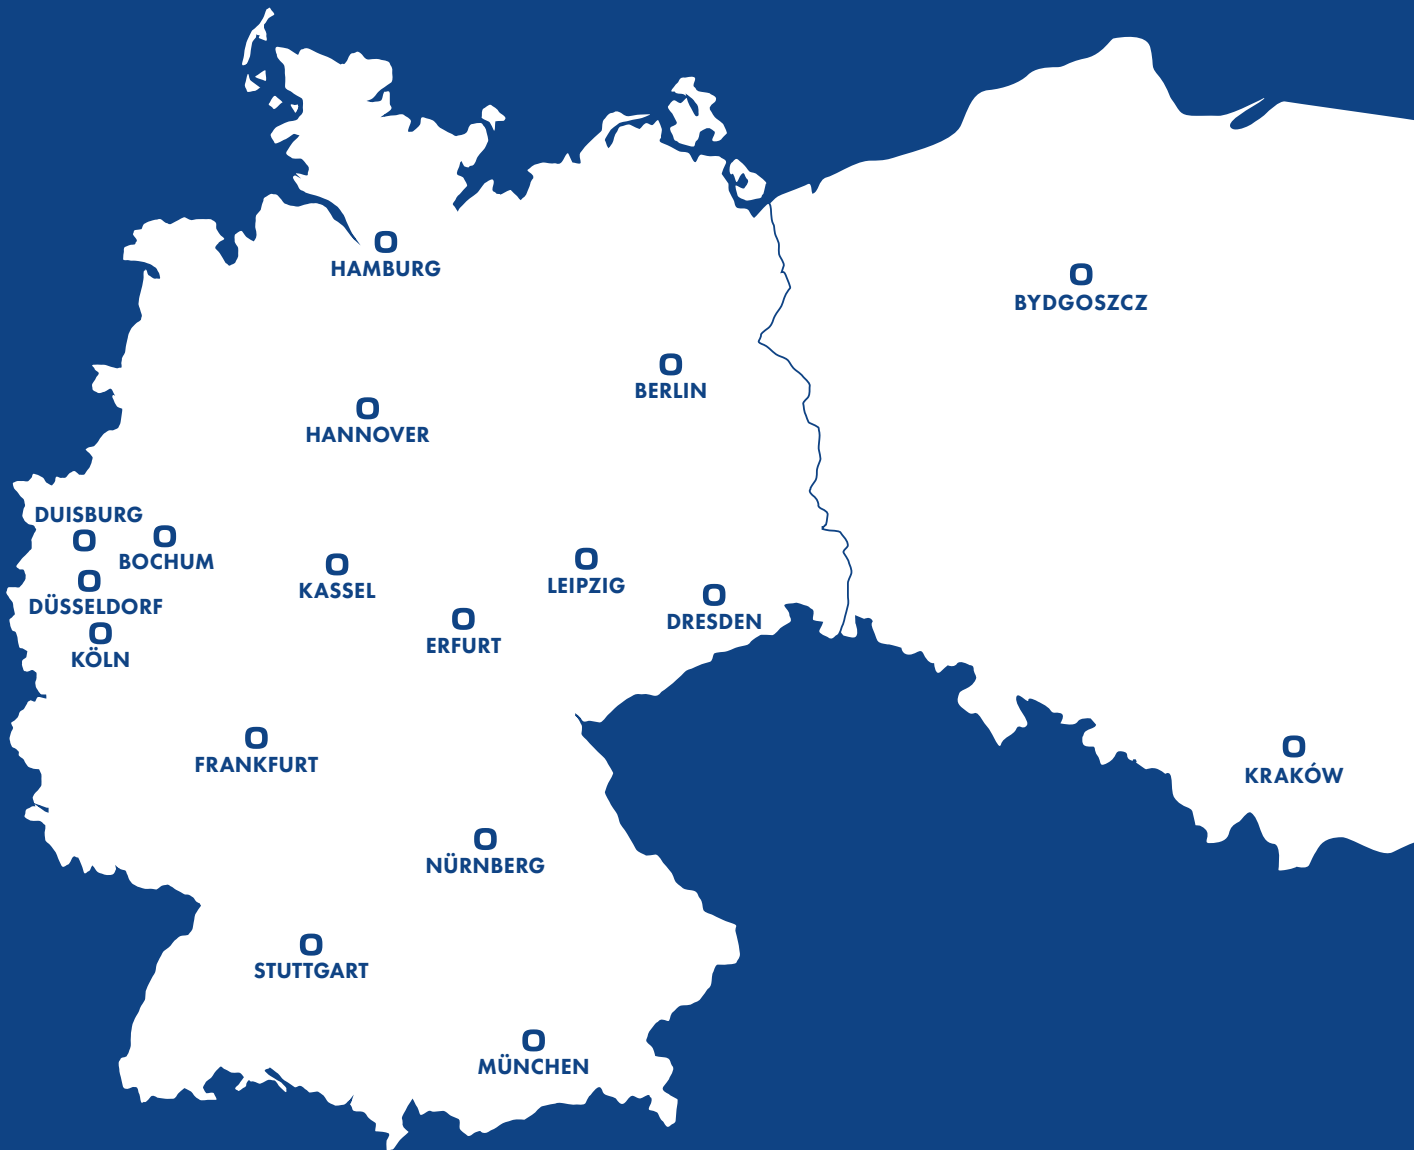 HAMBURG
BYDGOSZCZ
BERLIN
HANNOVER
DUISBURG
BOCHUM
KASSEL
LEIPZIG
DÜSSELDORF
DRESDEN
ERFURT
KÖLN
FRANKFURT
KRAKÓW
NÜRNBERG
STUTTGART
MÜNCHEN